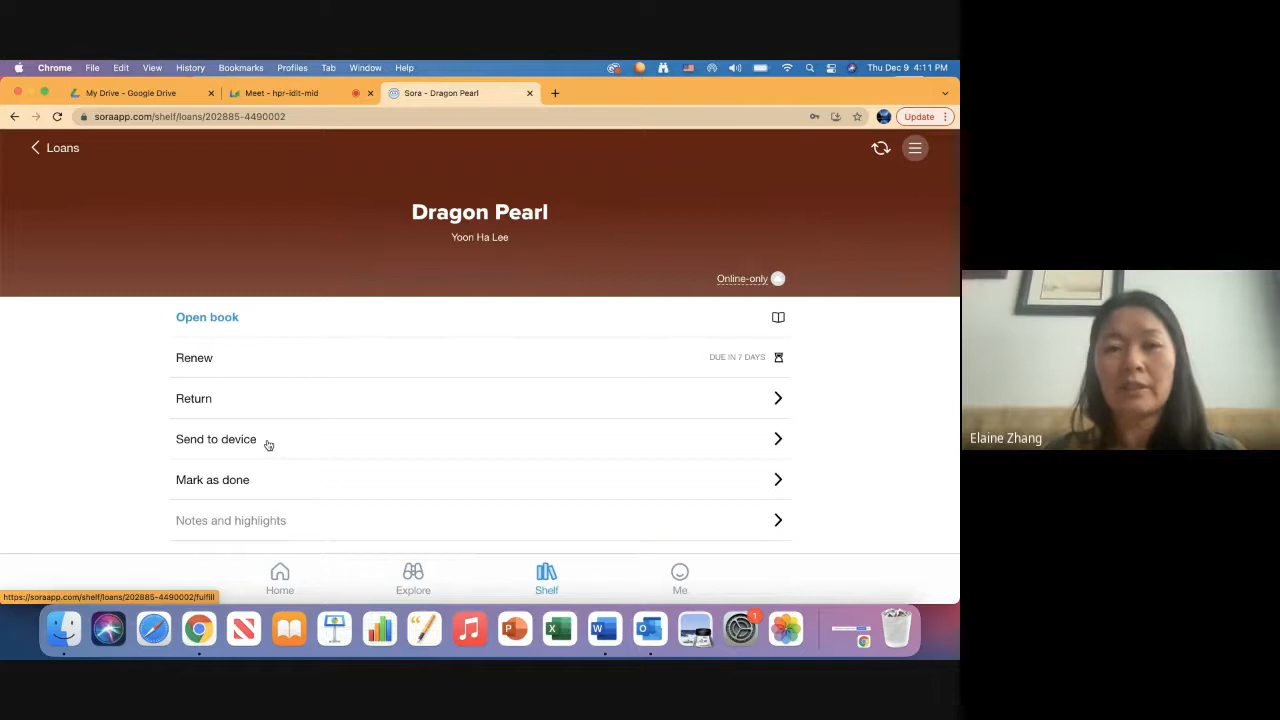 Chrome File Edit View History Bookmarks Profiles Tab Window Help Thu Dec 9 4:11 PM
My Drive - Google Drive Meet - hpr-idit-mid Sora - Dragon Pearl
soraapp.com/shelf/loans/202885-4490002 Update
Loans
Dragon Pearl
Yoon Ha Lee
Online-only
Open book
Renew DUE IN 7 DAYS
Return
Send to device
Mark as done
Notes and highlights
Home Explore Shelf Me
https://soraapp.com/shelf/loans/202885-4490002/fulfill
1
Elaine Zhang